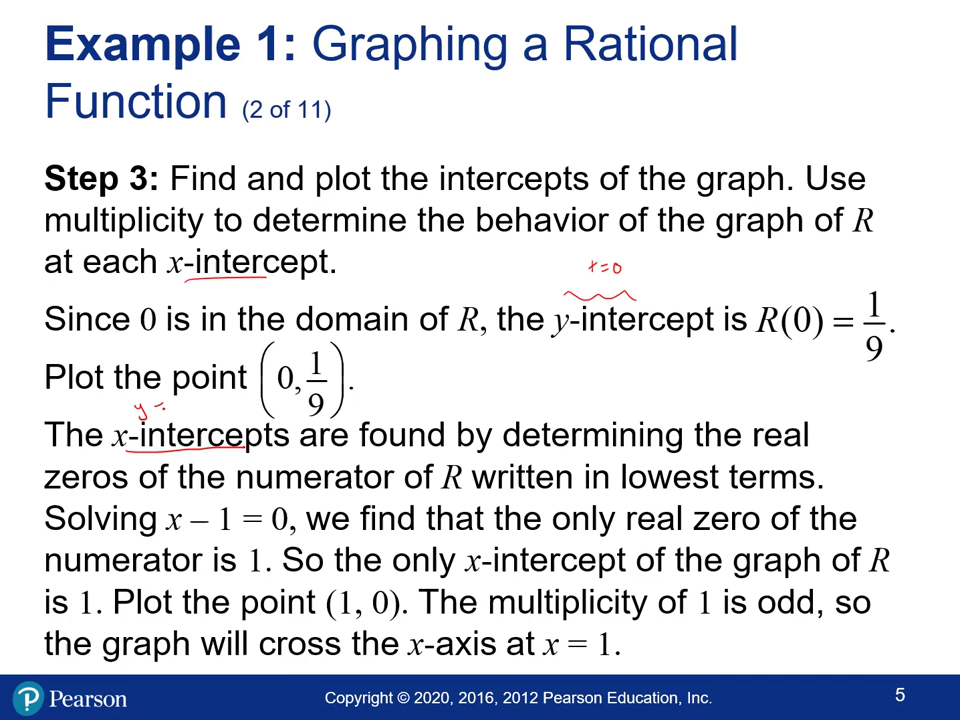 Example 1: Graphing a Rational
Function (2 of 11)
Step 3: Find and plot the intercepts of the graph. Use
multiplicity to determine the behavior of the graph of R
at each x-intercept.
x=0
Since 0 is in the domain of R, the y-intercept is R(0) = 1/9.
Plot the point (0, 1/9).
y=
The x-intercepts are found by determining the real
zeros of the numerator of R written in lowest terms.
Solving x – 1 = 0, we find that the only real zero of the
numerator is 1. So the only x-intercept of the graph of R
is 1. Plot the point (1, 0). The multiplicity of 1 is odd, so
the graph will cross the x-axis at x = 1.
Pearson
Copyright © 2020, 2016, 2012 Pearson Education, Inc.
5